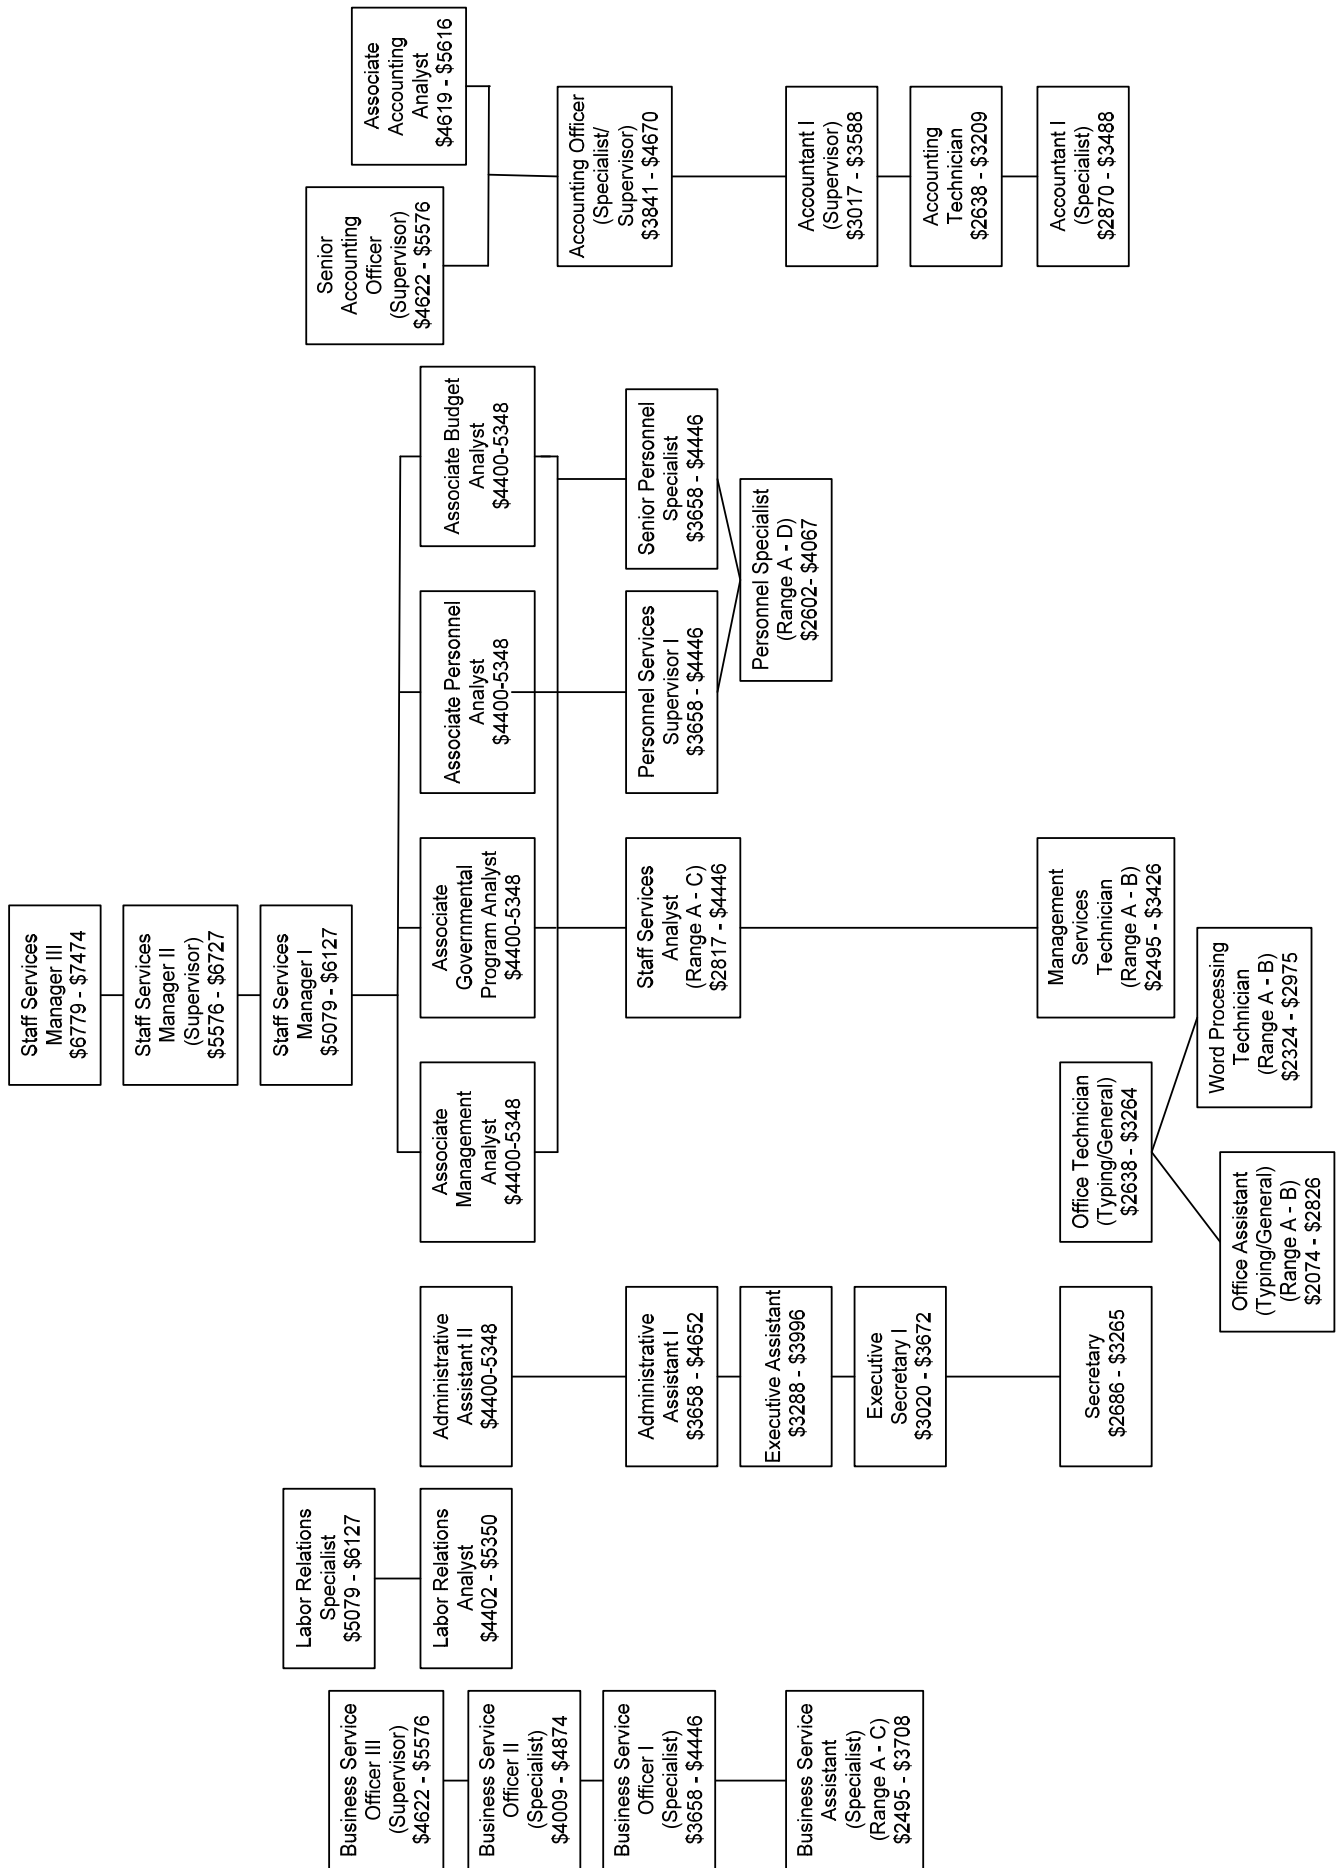 Staff Services
Manager III
$6779 - $7474
Staff Services
Manager II
(Supervisor)
$5576 - $6727
Staff Services
Manager I
$5079 - $6127
Business Service
Officer III
(Supervisor)
$4622 - $5576
Business Service
Officer II
(Specialist)
$4009 - $4874
Business Service
Officer I
(Specialist)
$3658 - $4446
Business Service
Assistant
(Specialist)
(Range A - C)
$2495 - $3708
Labor Relations
Specialist
$5079 - $6127
Labor Relations
Analyst
$4402 - $5350
Administrative
Assistant II
$4400-5348
Administrative
Assistant I
$3658 - $4652
Executive Assistant
$3288 - $3996
Executive
Secretary I
$3020 - $3672
Secretary
$2686 - $3265
Associate
Management
Analyst
$4400-5348
Associate
Governmental
Program Analyst
$4400-5348
Associate Personnel
Analyst
$4400-5348
Associate Budget
Analyst
$4400-5348
Staff Services
Analyst
(Range A - C)
$2817 - $4446
Personnel Services
Supervisor I
$3658 - $4446
Senior Personnel
Specialist
$3658 - $4446
Personnel Specialist
(Range A - D)
$2602- $4067
Management
Services
Technician
(Range A - B)
$2495 - $3426
Office Technician
(Typing/General)
$2638 - $3264
Office Assistant
(Typing/General)
(Range A - B)
$2074 - $2826
Word Processing
Technician
(Range A - B)
$2324 - $2975
Senior
Accounting
Officer
(Supervisor)
$4622 - $5576
Associate
Accounting
Analyst
$4619 - $5616
Accounting Officer
(Specialist/
Supervisor)
$3841 - $4670
Accountant I
(Supervisor)
$3017 - $3588
Accounting
Technician
$2638 - $3209
Accountant I
(Specialist)
$2870 - $3488